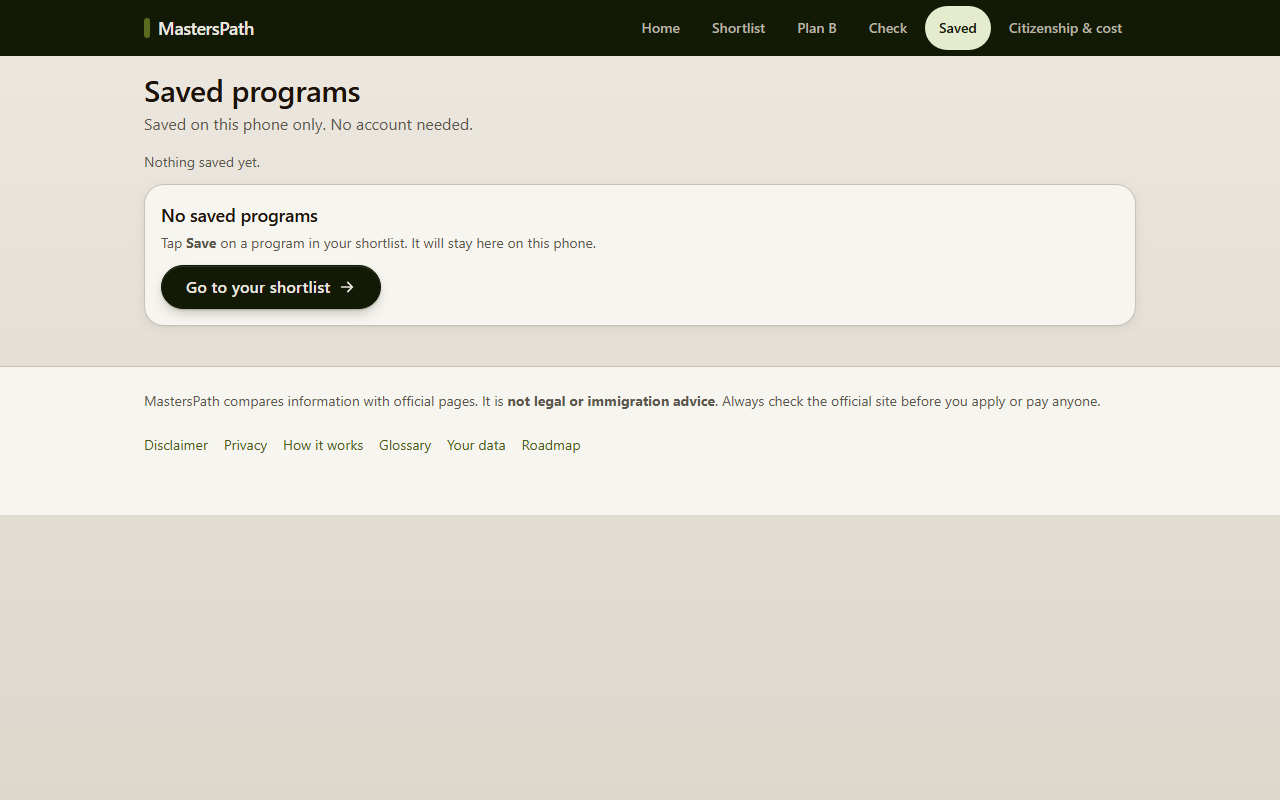 MastersPath
Home Shortlist Plan B Check Saved Citizenship & cost
Saved programs
Saved on this phone only. No account needed.
Nothing saved yet.
No saved programs
Tap Save on a program in your shortlist. It will stay here on this phone.
Go to your shortlist →
MastersPath compares information with official pages. It is not legal or immigration advice. Always check the official site before you apply or pay anyone.
Disclaimer Privacy How it works Glossary Your data Roadmap